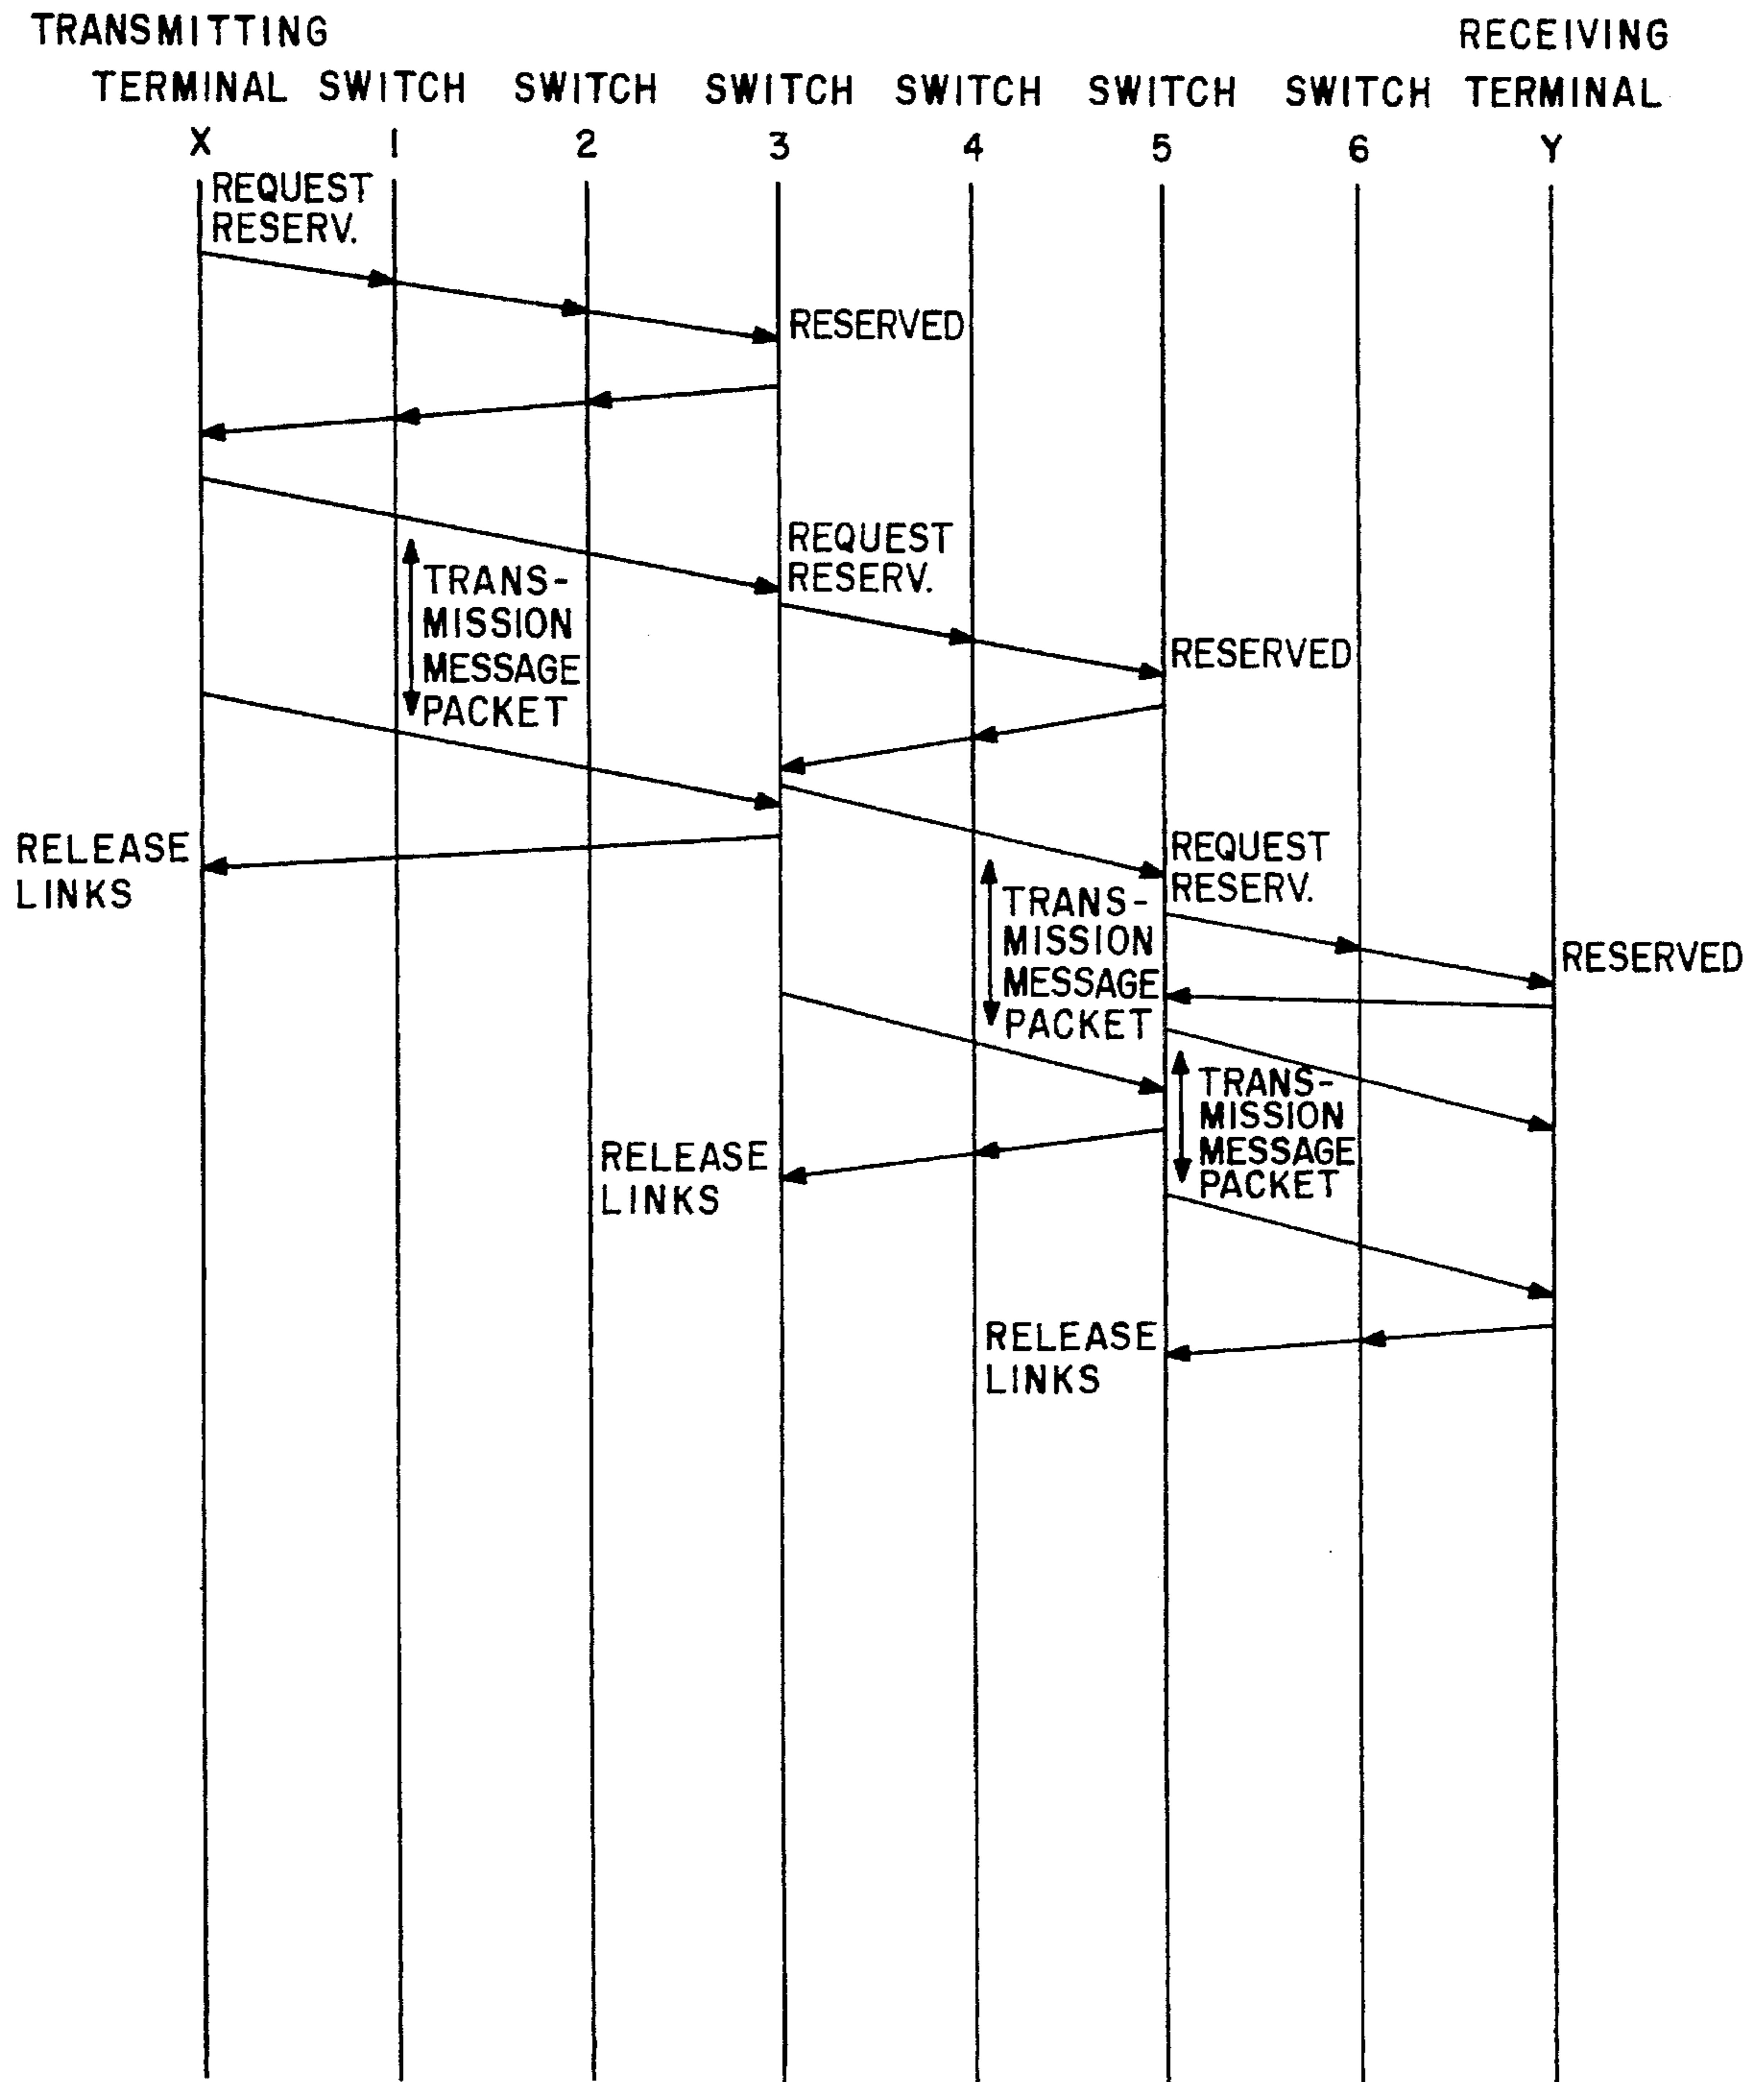 TRANSMITTING
RECEIVING
TERMINAL SWITCH SWITCH SWITCH SWITCH SWITCH SWITCH TERMINAL
X 1 2 3 4 5 6 Y
REQUEST
RESERV.
RESERVED
REQUEST
RESERV.
TRANS-
MISSION
MESSAGE
PACKET
RESERVED
RELEASE
LINKS
REQUEST
RESERV.
TRANS-
MISSION
MESSAGE
PACKET
RESERVED
TRANS-
MISSION
MESSAGE
PACKET
RELEASE
LINKS
RELEASE
LINKS